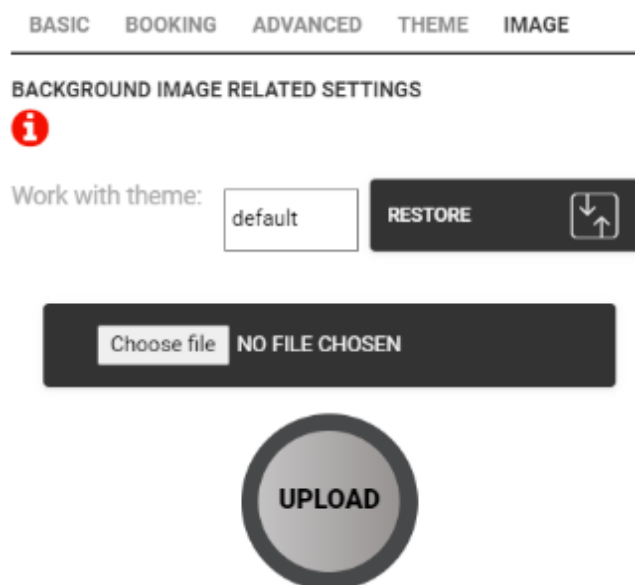 BASIC BOOKING ADVANCED THEME IMAGE
BACKGROUND IMAGE RELATED SETTINGS
i
Work with theme: default RESTORE
Choose file NO FILE CHOSEN
UPLOAD